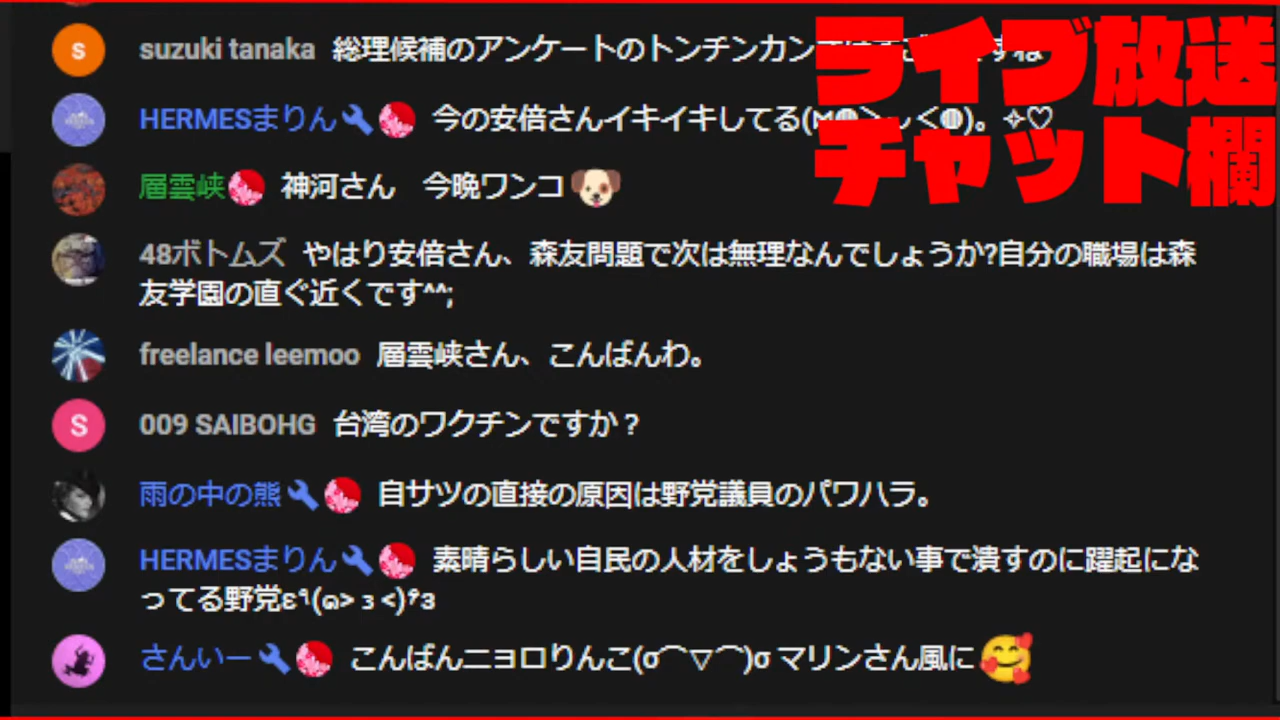 ライブ放送
チャット欄
suzuki tanaka 総理候補のアンケートのトンチンカン
HERMESまりん 今の安倍さんイキイキしてる
層雲峡 神河さん 今晩ワンコ🐶
48ボトムズ やはり安倍さん、森友問題で次は無理なんでしょうか?自分の職場は森
友学園の直ぐ近くです^^;
freelance leemoo 層雲峡さん、こんばんわ。
009 SAIBOHG 台湾のワクチンですか？
雨の中の熊 自サツの直接の原因は野党議員のパワハラ。
HERMESまりん 素晴らしい自民の人材をしょうもない事で潰すのに躍起にな
ってる野党ε٩(๑> з <)۶з
さんいー こんばんニョロりんこ(σ⌒▽⌒)σ マリンさん風に🥰